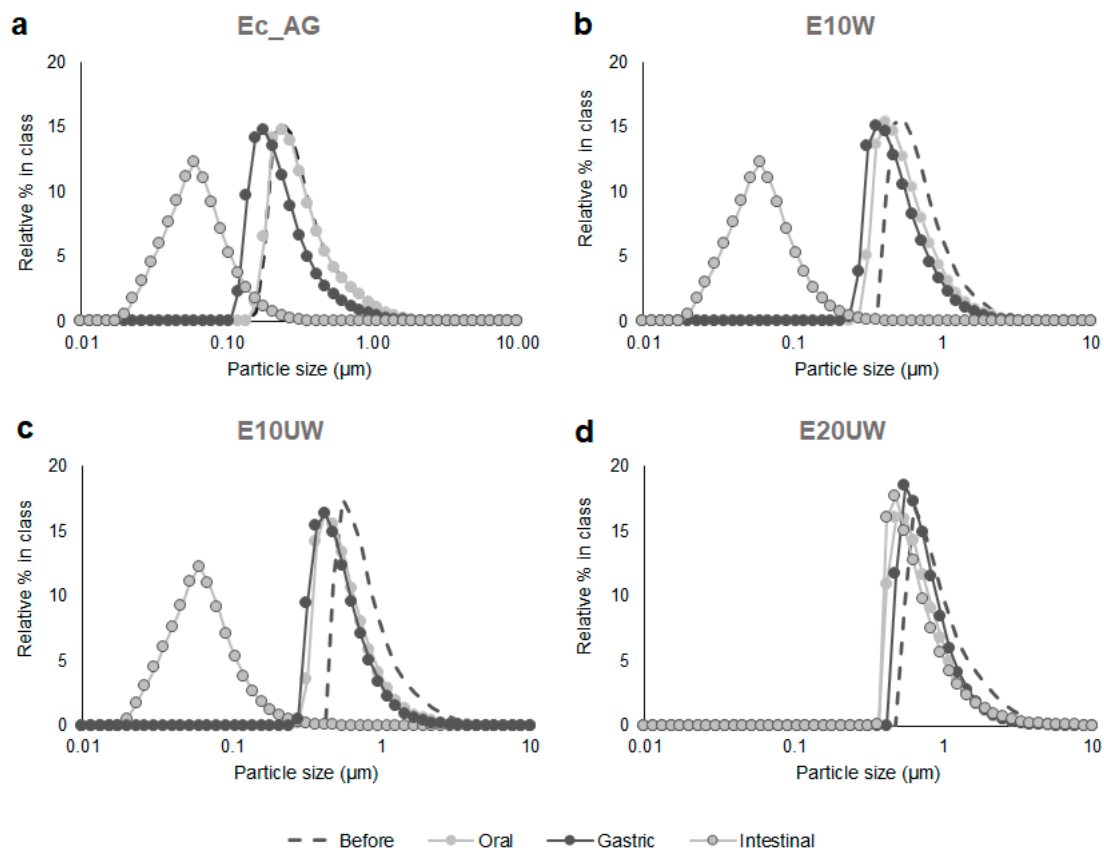 a Ec_AG
20
15
10
5
0
Relative % in class
0.01 0.10 1.00 10.00
Particle size (µm)
b E10W
20
15
10
5
0
Relative % in class
0.01 0.1 1 10
Particle size (µm)
c E10UW
20
15
10
5
0
Relative % in class
0.01 0.1 1 10
Particle size (µm)
d E20UW
20
15
10
5
0
Relative % in class
0.01 0.1 1 10
Particle size (µm)
Before Oral Gastric Intestinal